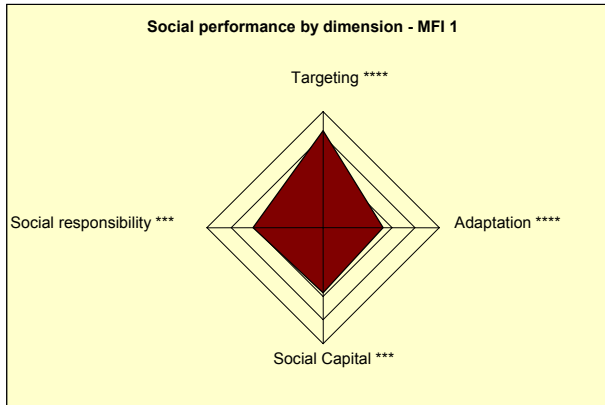 Social performance by dimension - MFI 1
Targeting ****
Social responsibility ***
Adaptation ****
Social Capital ***